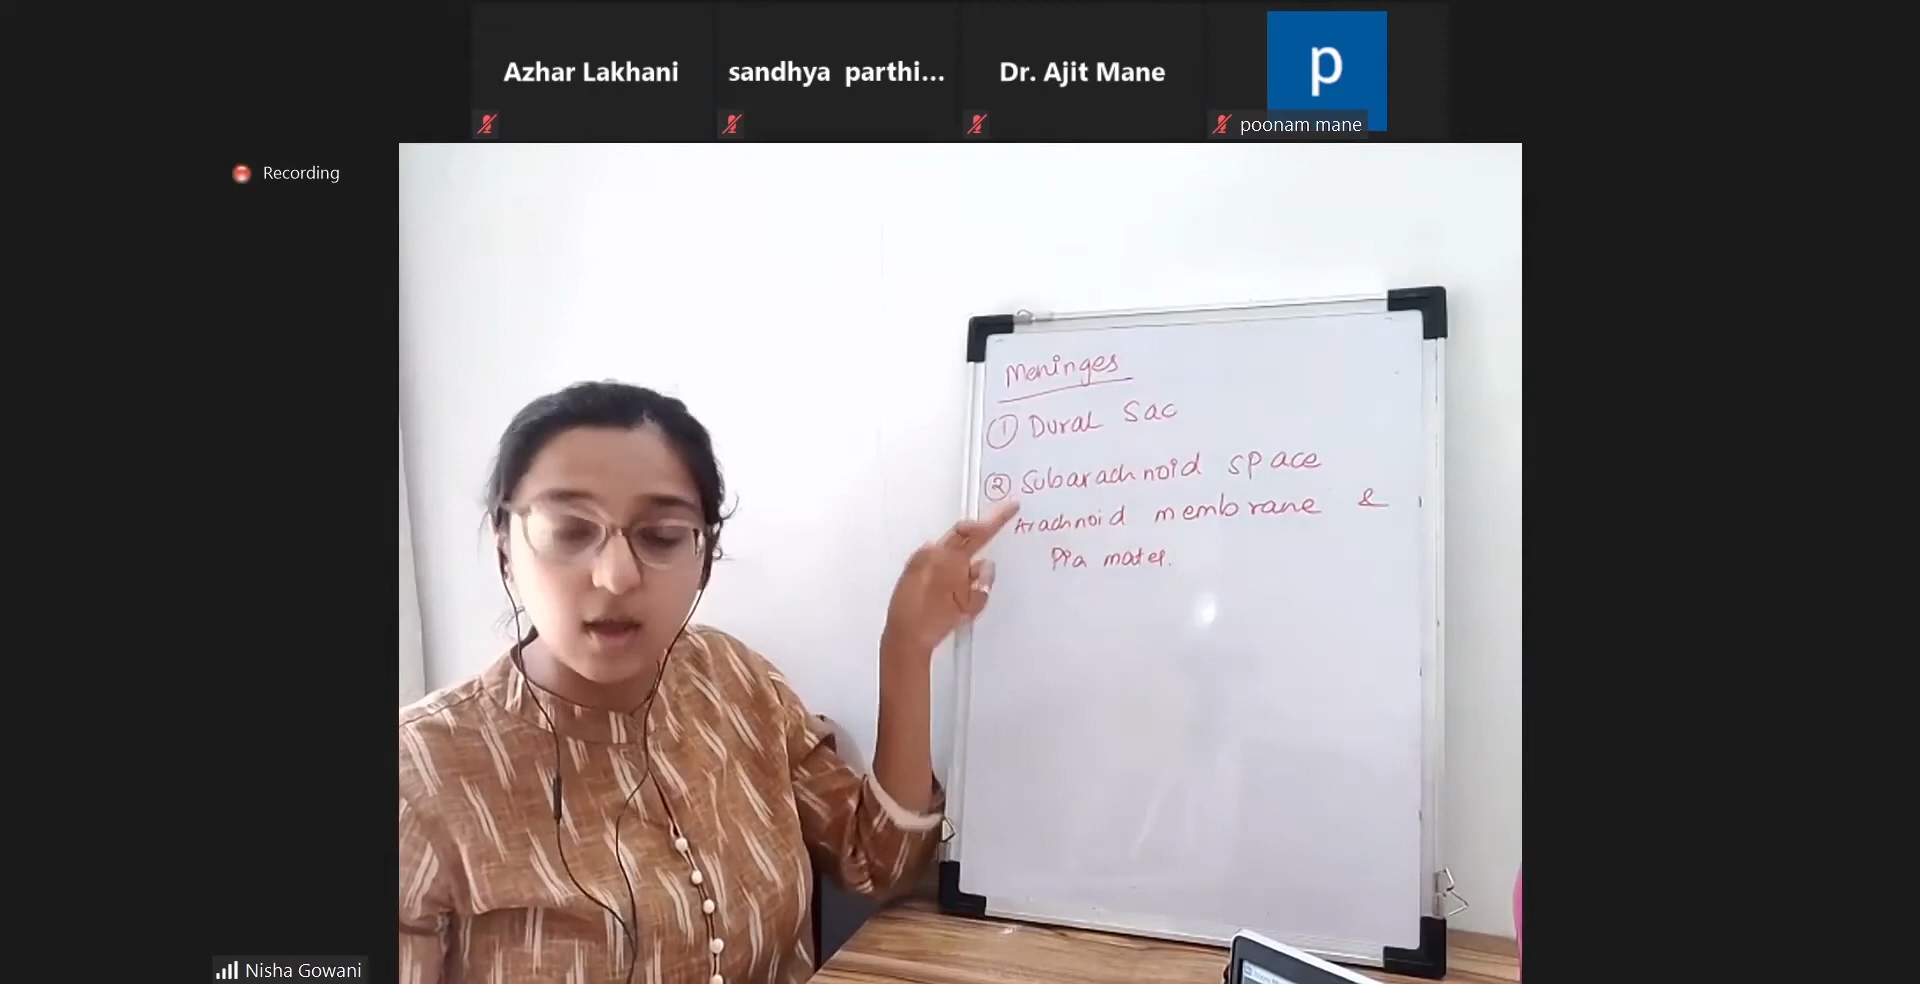 Azhar Lakhani
sandhya parthi...
Dr. Ajit Mane
p
poonam mane
Recording
Meninges
① Dural Sac
② Subarachnoid space
Arachnoid membrane &
Pia mater.
Nisha Gowani